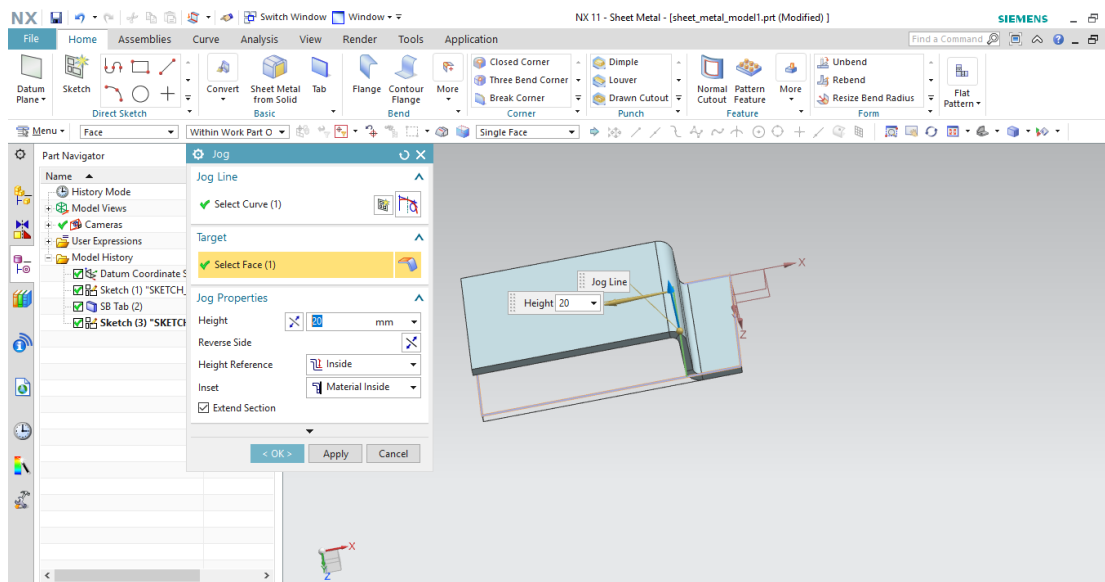 NX Switch Window Window NX 11 - Sheet Metal - [sheet_metal_model1.prt (Modified) ] SIEMENS
File Home Assemblies Curve Analysis View Render Tools Application Find a Command
Datum Plane Sketch Direct Sketch
Convert Sheet Metal from Solid Tab Basic
Flange Contour Flange More Bend
Closed Corner
Three Bend Corner
Break Corner
Corner
Dimple
Louver
Drawn Cutout
Punch
Normal Cutout Pattern Feature More Feature
Unbend
Rebend
Resize Bend Radius
Form
Flat Pattern
Menu Face Within Work Part O Single Face
Part Navigator
Name
History Mode
Model Views
Cameras
User Expressions
Model History
Datum Coordinate S
Sketch (1) "SKETCH_
SB Tab (2)
Sketch (3) "SKETCH
Jog
Jog Line
Select Curve (1)
Target
Select Face (1)
Jog Properties
Height 20 mm
Reverse Side
Height Reference Inside
Inset Material Inside
Extend Section
< OK > Apply Cancel
Jog Line
Height 20
X
Z
X
Z